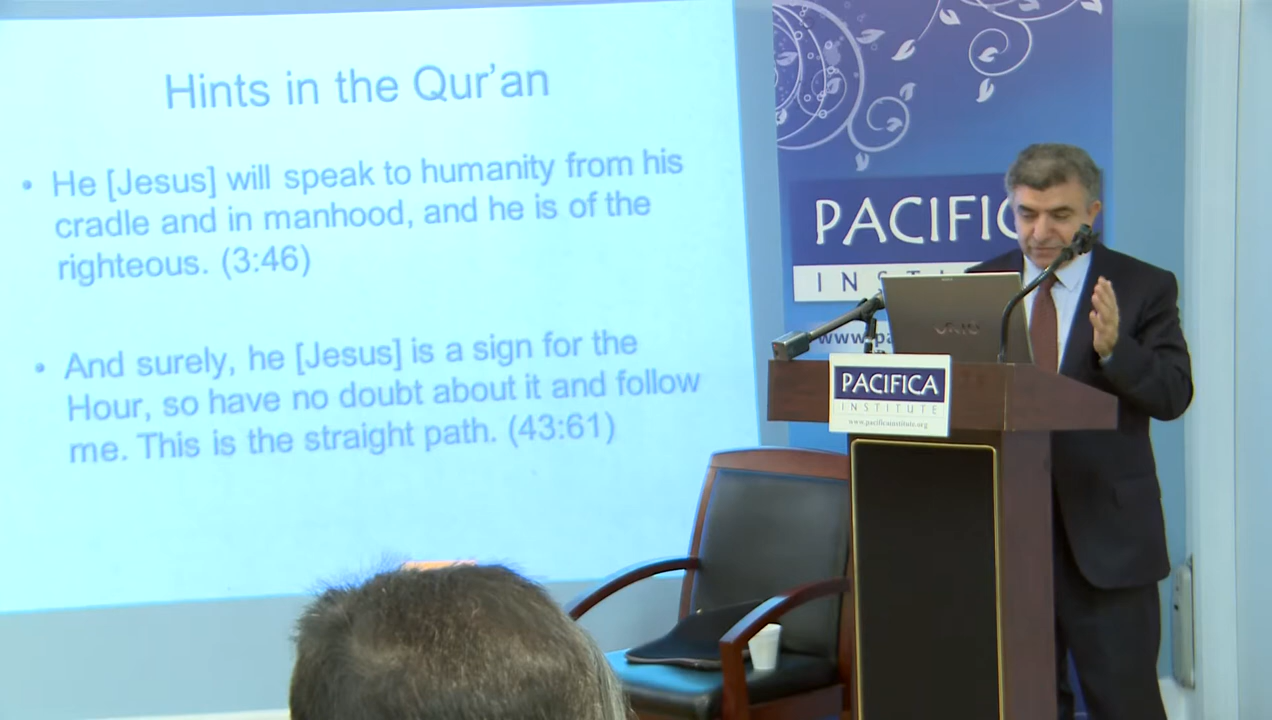 Hints in the Qur'an
• He [Jesus] will speak to humanity from his
cradle and in manhood, and he is of the
righteous. (3:46)
• And surely, he [Jesus] is a sign for the
Hour, so have no doubt about it and follow
me. This is the straight path. (43:61)
PACIFIC
INSTI
www.pa
VAIO
PACIFICA
INSTITUTE
www.pacificainstitute.org